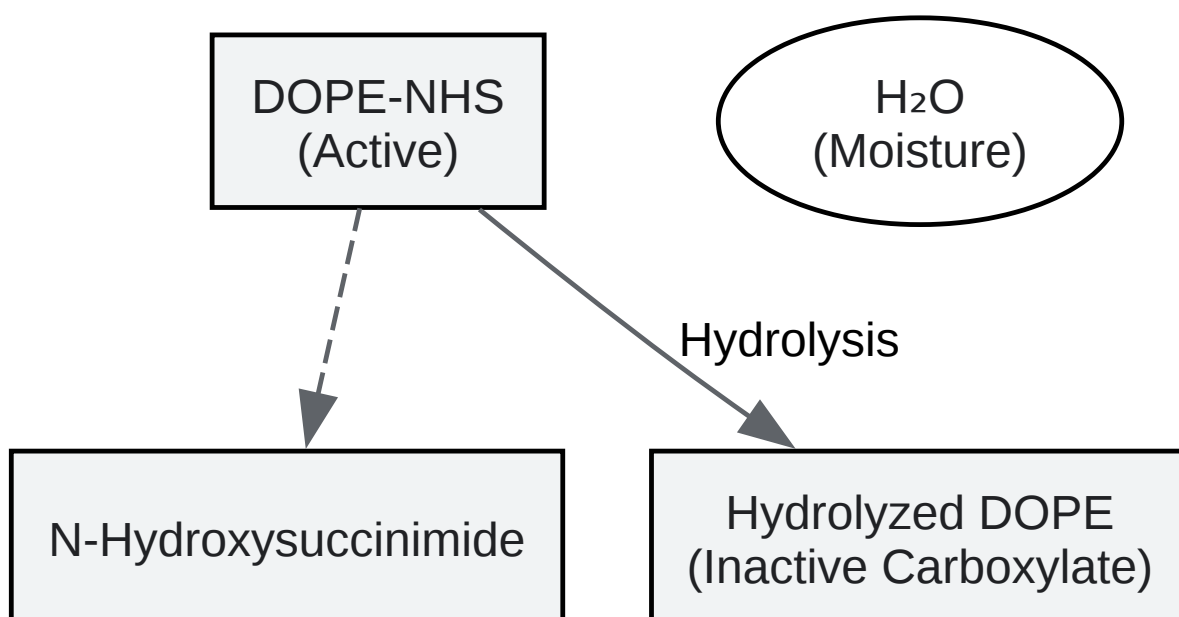 DOPE-NHS
(Active)
H₂O
(Moisture)
Hydrolysis
N-Hydroxysuccinimide
Hydrolyzed DOPE
(Inactive Carboxylate)